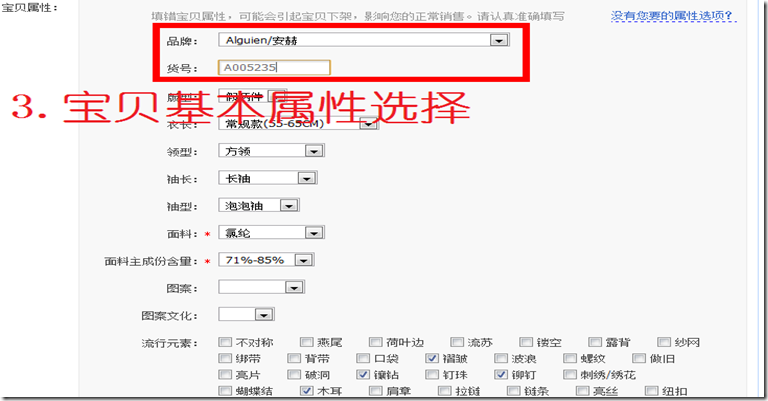 宝贝属性：
填错宝贝属性，可能会引起宝贝下架，影响您的正常销售。请认真准确填写 没有您要的属性选项？
品牌： Alguien/安赫
货号： A005235
版型： 假两件
3.宝贝基本属性选择
衣长： 常规款(55-65CM)
领型： 方领
袖长： 长袖
袖型： 泡泡袖
面料：* 氯纶
面料主成份含量：* 71%-85%
图案：
图案文化：
流行元素： 不对称 燕尾 荷叶边 流苏 镂空 露背 纱网
绑带 背带 口袋 褶皱 波浪 螺纹 做旧
亮片 破洞 镶钻 钉珠 铆钉 刺绣/绣花
蝴蝶结 木耳 肩章 拉链 链条 亮丝 纽扣